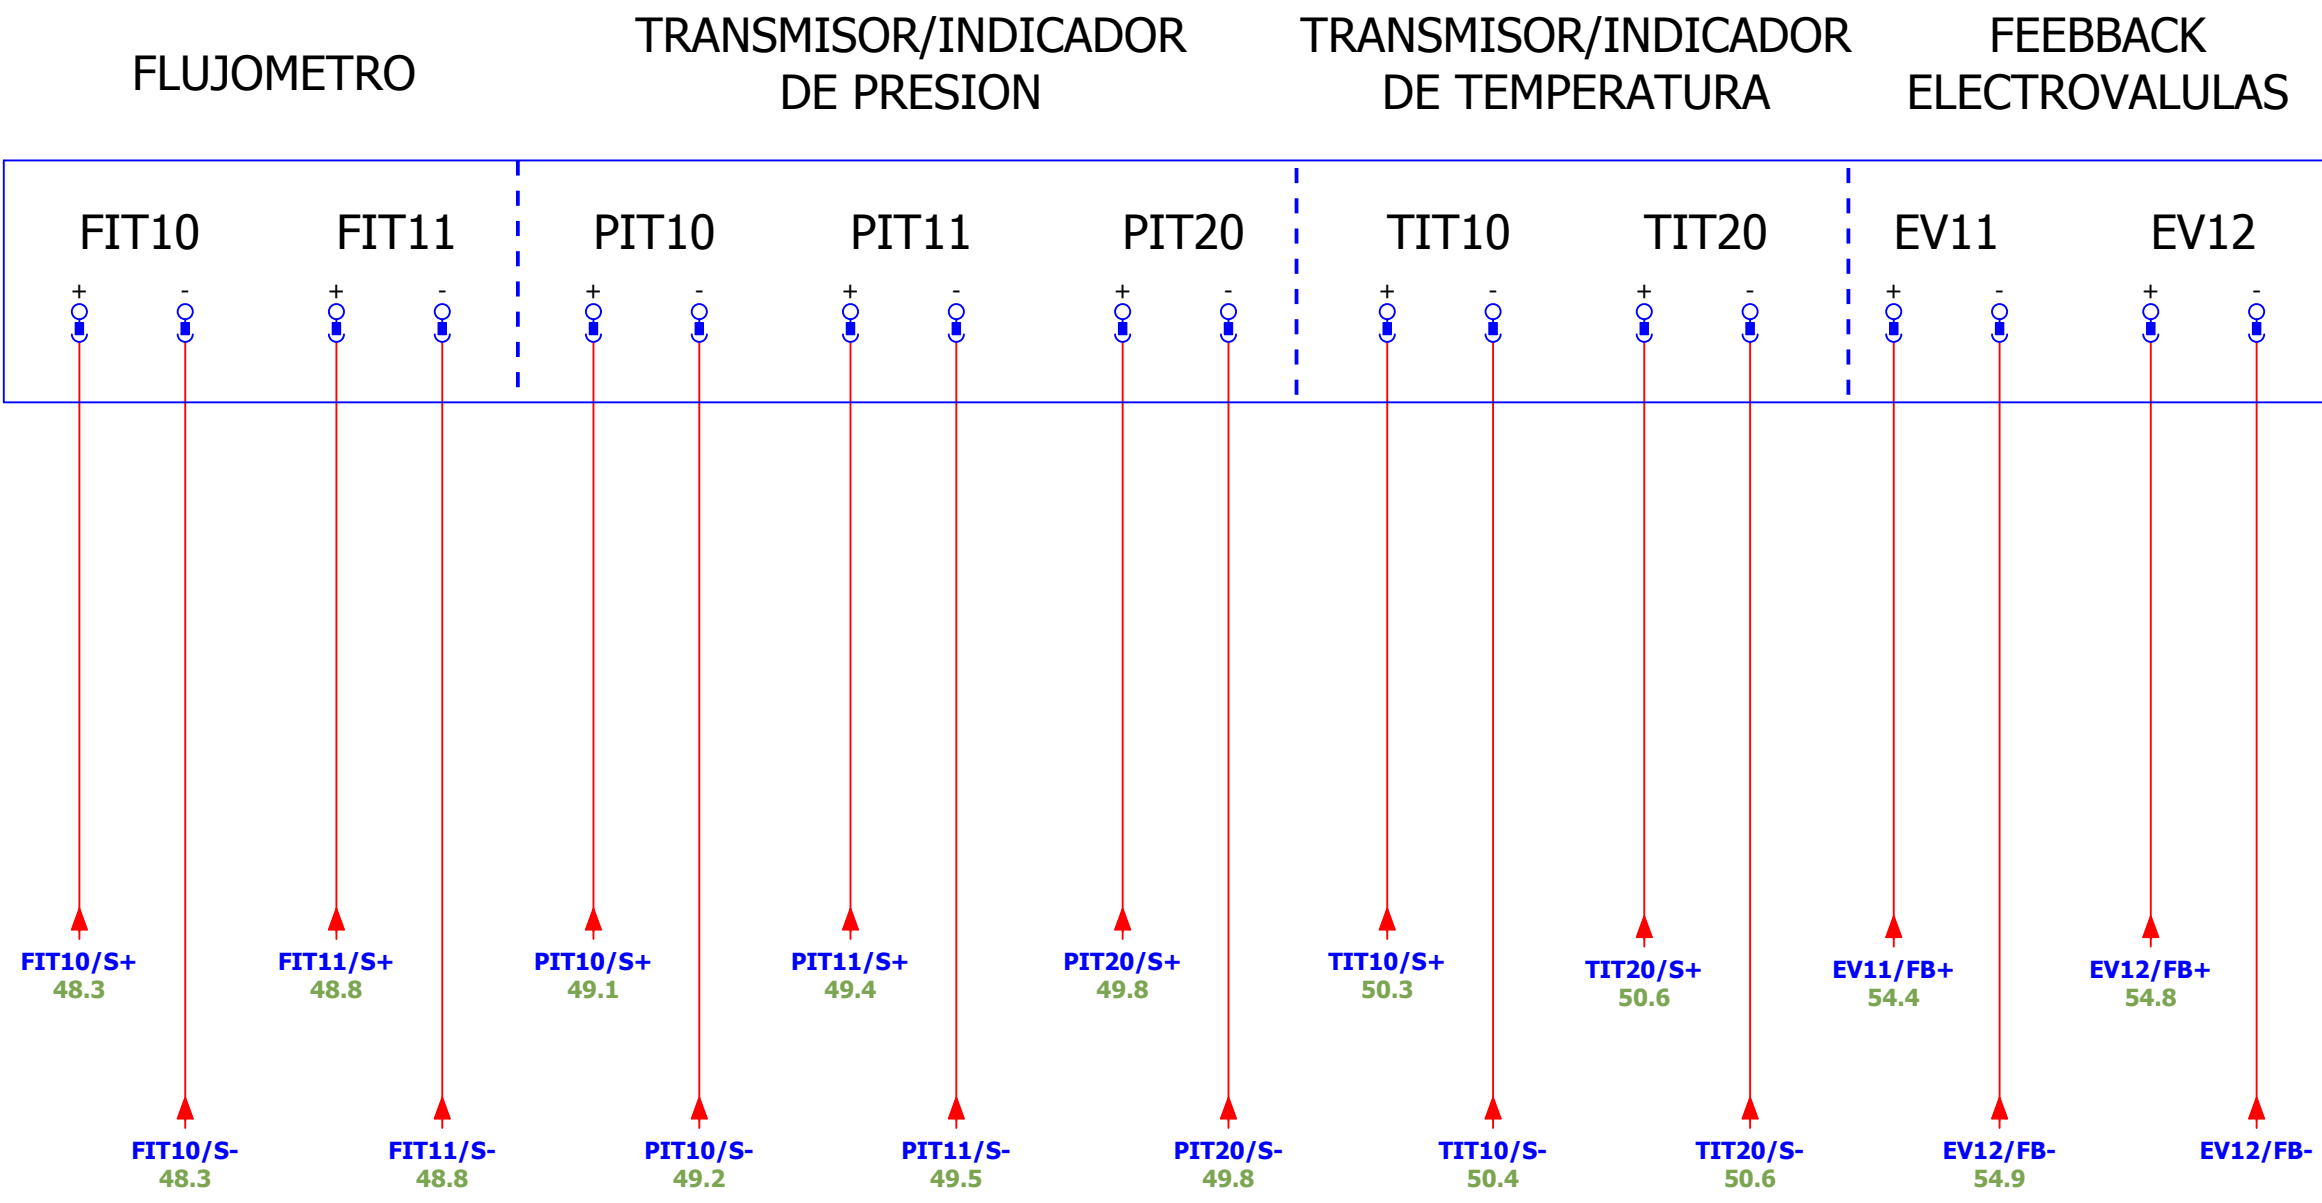 FLUJOMETRO
TRANSMISOR/INDICADOR
DE PRESION
TRANSMISOR/INDICADOR
DE TEMPERATURA
FEEBBACK
ELECTROVALULAS
FIT10 FIT11 PIT10 PIT11 PIT20 TIT10 TIT20 EV11 EV12
+ - + - + - + - + - + - + - + - + -
FIT10/S+ FIT11/S+ PIT10/S+ PIT11/S+ PIT20/S+ TIT10/S+ TIT20/S+ EV11/FB+ EV12/FB+
48.3 48.8 49.1 49.4 49.8 50.3 50.6 54.4 54.8
FIT10/S- FIT11/S- PIT10/S- PIT11/S- PIT20/S- TIT10/S- TIT20/S- EV12/FB- EV12/FB-
48.3 48.8 49.2 49.5 49.8 50.4 50.6 54.9